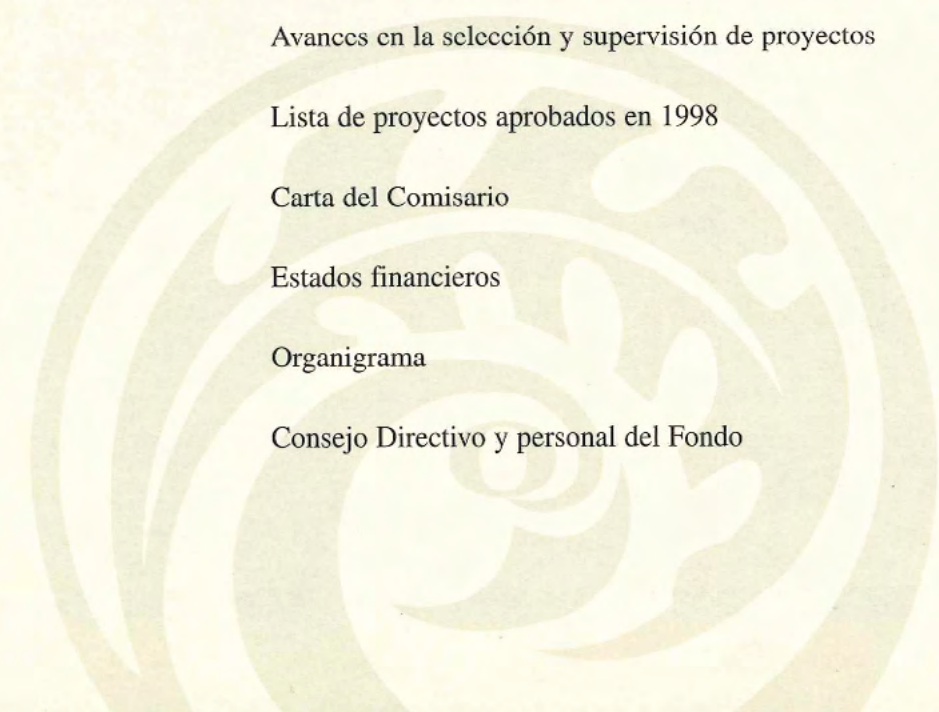 Avances en la selección y supervisión de proyectos
Lista de proyectos aprobados en 1998
Carta del Comisario
Estados financieros
Organigrama
Consejo Directivo y personal del Fondo